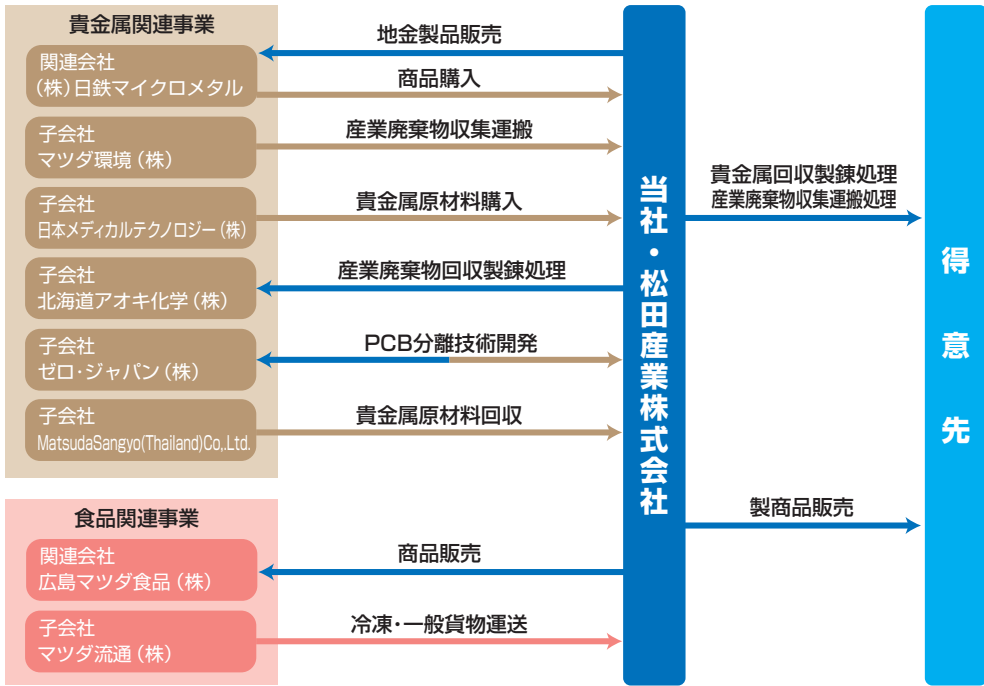 貴金属関連事業
関連会社
(株)日鉄マイクロメタル
子会社
マツダ環境(株)
子会社
日本メディカルテクノロジー(株)
子会社
北海道アオキ化学(株)
子会社
ゼロ・ジャパン(株)
子会社
MatsudaSangyo(Thailand)Co,.Ltd.
地金製品販売
商品購入
産業廃棄物収集運搬
貴金属原材料購入
産業廃棄物回収製錬処理
PCB分離技術開発
貴金属原材料回収
食品関連事業
関連会社
広島マツダ食品(株)
子会社
マツダ流通(株)
商品販売
冷凍・一般貨物運送
当社・松田産業株式会社
貴金属回収製錬処理
産業廃棄物収集運搬処理
製商品販売
得意先